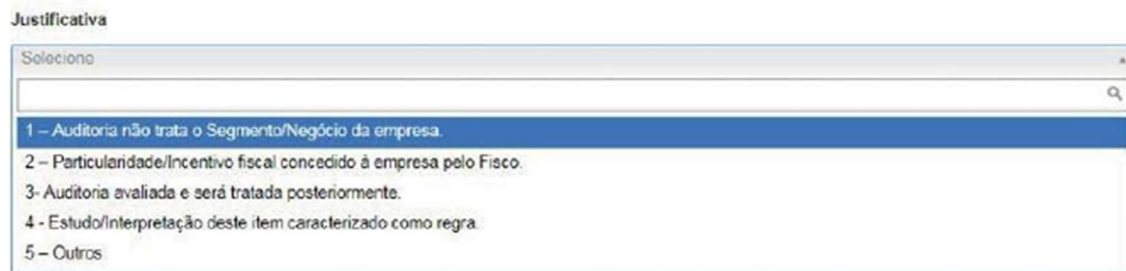 Justificativa
Selecione
1 – Auditoria não trata o Segmento/Negócio da empresa.
2 – Particularidade/Incentivo fiscal concedido à empresa pelo Fisco.
3- Auditoria avaliada e será tratada posteriormente.
4 - Estudo/Interpretação deste item caracterizado como regra.
5 – Outros